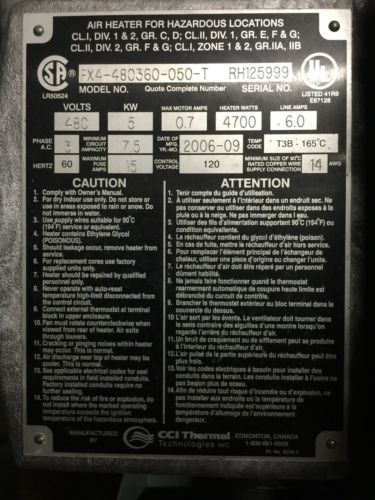 AIR HEATER FOR HAZARDOUS LOCATIONS
CL.I, DIV. 1 & 2, GR. C, D; CL.II, DIV. 1, GR. E, F & G;
CL.II, DIV. 2, GR. F & G; CL.I, ZONE 1 & 2, GR.IIA, IIB
SA
LR50524
FX4-480360-050-T
RH125999
MODEL NO.
Quote Complete Number
SERIAL NO.
UL
LISTED 41R9
E87128
VOLTS
KW
MAX MOTOR AMPS
HEATER WATTS
LINE AMPS
480
5
0.7
4700
6.0
PHASE A.C.
3
MINIMUM CIRCUIT AMPACITY
7.5
DATE OF MFG. YR.-MO.
2006-09
TEMP CODE
T3B - 165°C
HERTZ
60
MAXIMUM FUSE AMPS
15
CONTROL VOLTAGE
120
MINIMUM SIZE OF 90°C RATED COPPER WIRE SUPPLY CONNECTION
14
AWG
CAUTION
1. Comply with Owner's Manual.
2. For dry indoor use only. Do not store or
use in areas exposed to rain or snow. Do
not immerse in water.
3. Use supply wires suitable for 90°C
(194°F) service or equivalent.
4. Heater contains Ethylene Glycol
(POISONOUS).
5. Should leakage occur, remove heater from
service.
6. For replacement cores use factory
supplied units only.
7. Heater should be repaired by qualified
personnel only.
8. Never operate with auto-reset
temperature high-limit disconnected from
the control circuit.
9. Connect external thermostat at terminal
block in upper enclosure.
10. Fan must rotate counterclockwise when
viewed from rear of heater. Air exits
through louvers.
11. Cracking or pinging noises within heater
may occur. This is normal.
12. Air discharge near top of heater may be
cooler. This is normal.
13. See applicable electrical codes for seal
requirements in field installed conduits.
Factory installed conduits require no
further sealing.
14. To reduce the risk of fire or explosion, do
not install where the marked operating
temperature exceeds the ignition
temperature of the hazardous atmosphere.
ATTENTION
1. Tenir compte du guide d'utilisation.
2. A utiliser seulement à l'intérieur dans un endroit sec. Ne
pas conserver ou utiliser dans des endroits exposés à la
pluie ou à la neige. Ne pas immerger dans l'eau.
3. Utiliser des fils d'alimentation supportant 90°C (194°F) ou
condition equivalente.
4. Le réchauffeur contient du glycol d'éthylène (poison).
5. En cas de fuite, mettre le réchauffeur d'air hors service.
6. Pour remplacer l'élément principal de l'échangeur de
chaleur, utiliser une pièce d'origine ou changer l'unité.
7. Le réchauffeur d'air doit être réparé par un personnel
dûment habileté.
8. Ne jamais faire fonctionner quand le thermostat
rearmement automatique de coupure haute limite est
débranché du circuit de contrôle.
9. Brancher le thermostat extérieur au bloc terminal dans le
couvercle du dessus.
10. L'air sort par les évents. Le ventilateur doit tourner dans
le sens contraire des aiguilles d'une montre lorsque on
regarde l'arrière du réchauffeur d'air.
11. Un bruit de craquement ou de sifflement peut se produire
à l'interieur du réchauffeur. Ceci est normal.
12. L'air pulsé de la partie supérieure du réchauffeur peut être
plus frais.
13. Voir les codes électriques si besoin pour installer des
conduits dans le terrain. Les conduits installés à l'usine ne
pas besoin plus de sceau.
14. Afin de réduire tout risque d'incendie ou d'explosion, ne
pas installer aux endroits où la température de
fonctionnement indiqué est supérieure à la
température d'allumage de l'environnement
dangereux.
MANUFACTURED BY
CCI Thermal
Technologies INC.
EDMONTON, CANADA
1-800-661-8529